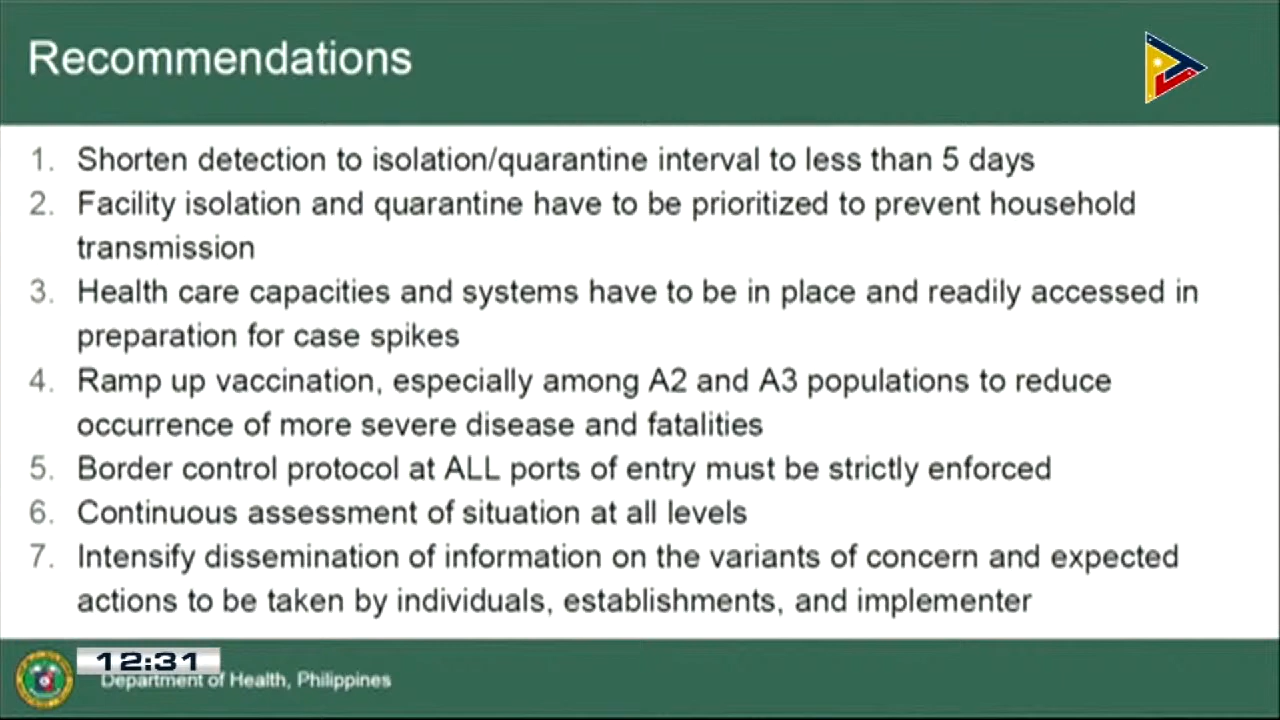 Recommendations
1. Shorten detection to isolation/quarantine interval to less than 5 days
2. Facility isolation and quarantine have to be prioritized to prevent household
transmission
3. Health care capacities and systems have to be in place and readily accessed in
preparation for case spikes
4. Ramp up vaccination, especially among A2 and A3 populations to reduce
occurrence of more severe disease and fatalities
5. Border control protocol at ALL ports of entry must be strictly enforced
6. Continuous assessment of situation at all levels
7. Intensify dissemination of information on the variants of concern and expected
actions to be taken by individuals, establishments, and implementer
12:31
Department of Health, Philippines